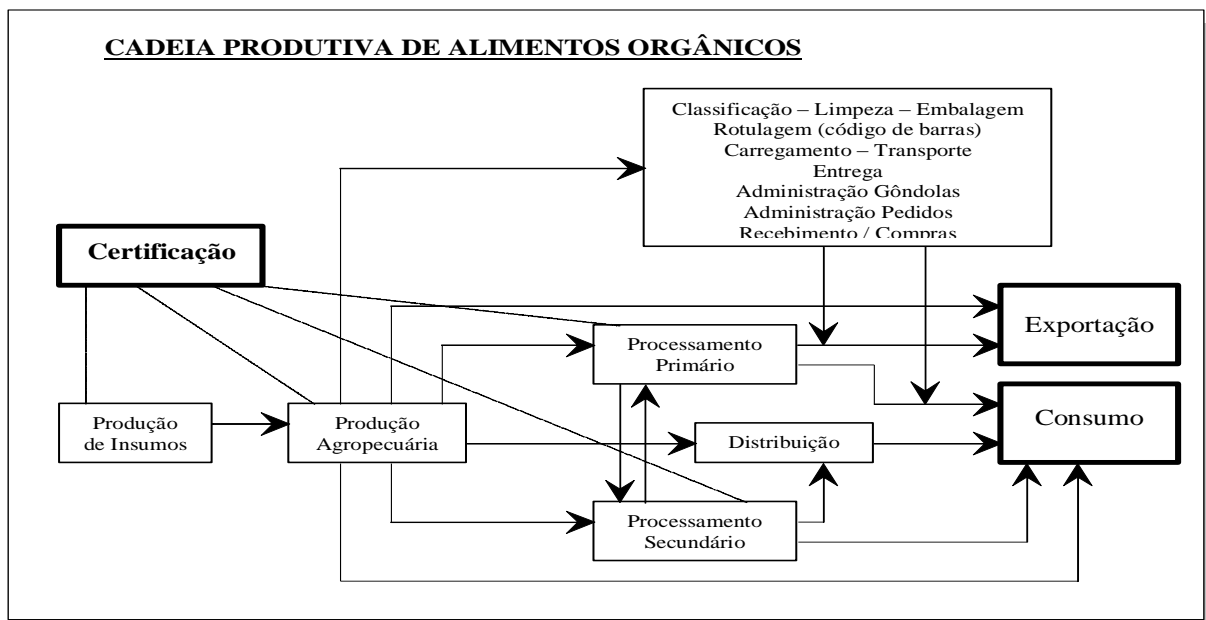 CADEIA PRODUTIVA DE ALIMENTOS ORGÂNICOS
Classificação – Limpeza – Embalagem
Rotulagem (código de barras)
Carregamento – Transporte
Entrega
Administração Gôndolas
Administração Pedidos
Recebimento / Compras
Certificação
Exportação
Processamento
Primário
Consumo
Produção
de Insumos
Produção
Agropecuária
Distribuição
Processamento
Secundário